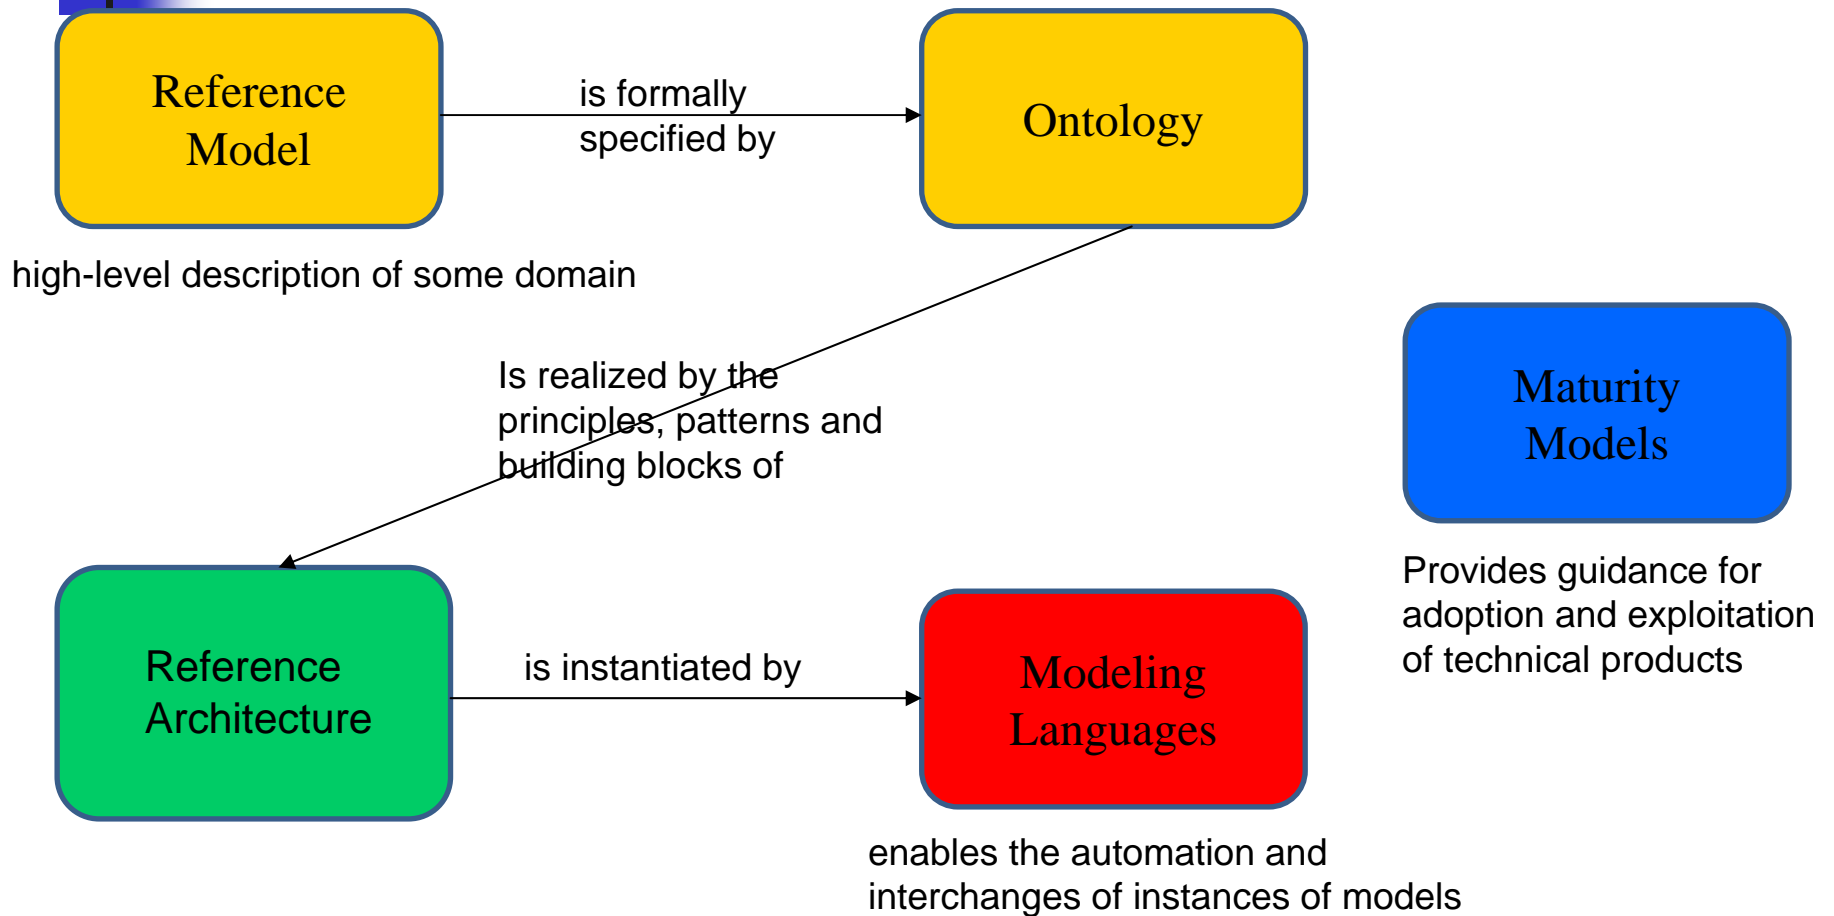 Reference
Model
is formally
specified by
Ontology
high-level description of some domain
Is realized by the
principles, patterns and
building blocks of
Maturity
Models
Provides guidance for
adoption and exploitation
of technical products
Reference
Architecture
is instantiated by
Modeling
Languages
enables the automation and
interchanges of instances of models